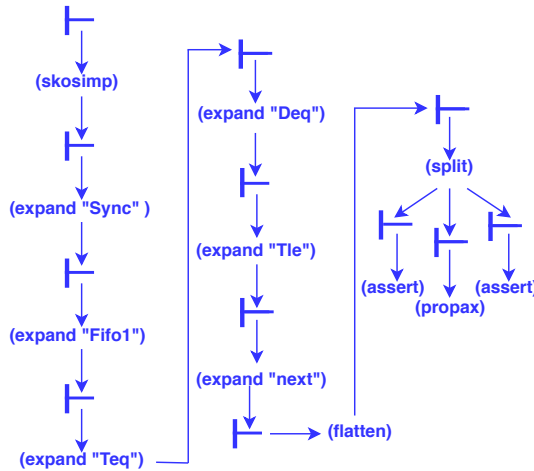 (skosimp)
(expand "Sync" )
(expand "Fifo1")
(expand "Teq")
(expand "Deq")
(expand "Tle")
(expand "next")
(flatten)
(split)
(assert)
(propax)
(assert)